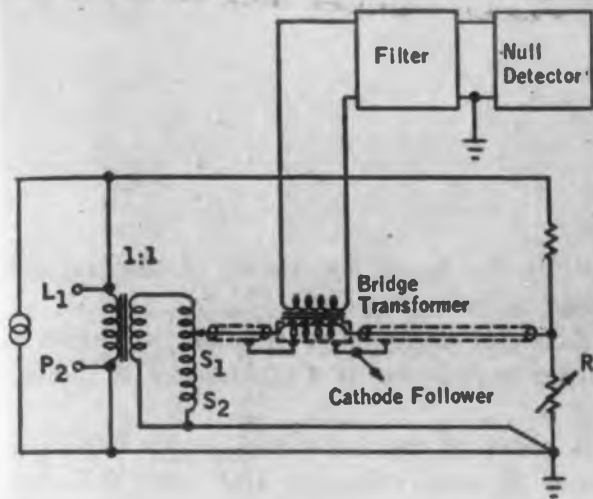 Filter
Null
Detector
1:1
L1
P2
S1
S2
Bridge
Transformer
Cathode Follower
R